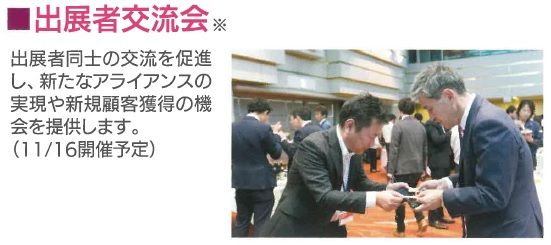 ■出展者交流会※
出展者同士の交流を促進
し、新たなアライアンスの
実現や新規顧客獲得の機
会を提供します。
（11/16開催予定）